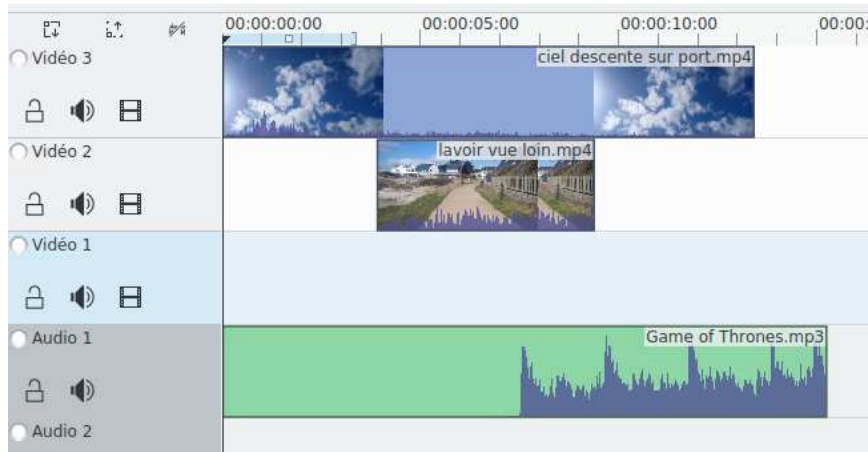 00:00:00:00 00:00:05:00 00:00:10:00 00:00:
Vidéo 3
ciel descente sur port.mp4
Vidéo 2
lavoir vue loin.mp4
Vidéo 1
Audio 1
Game of Thrones.mp3
Audio 2